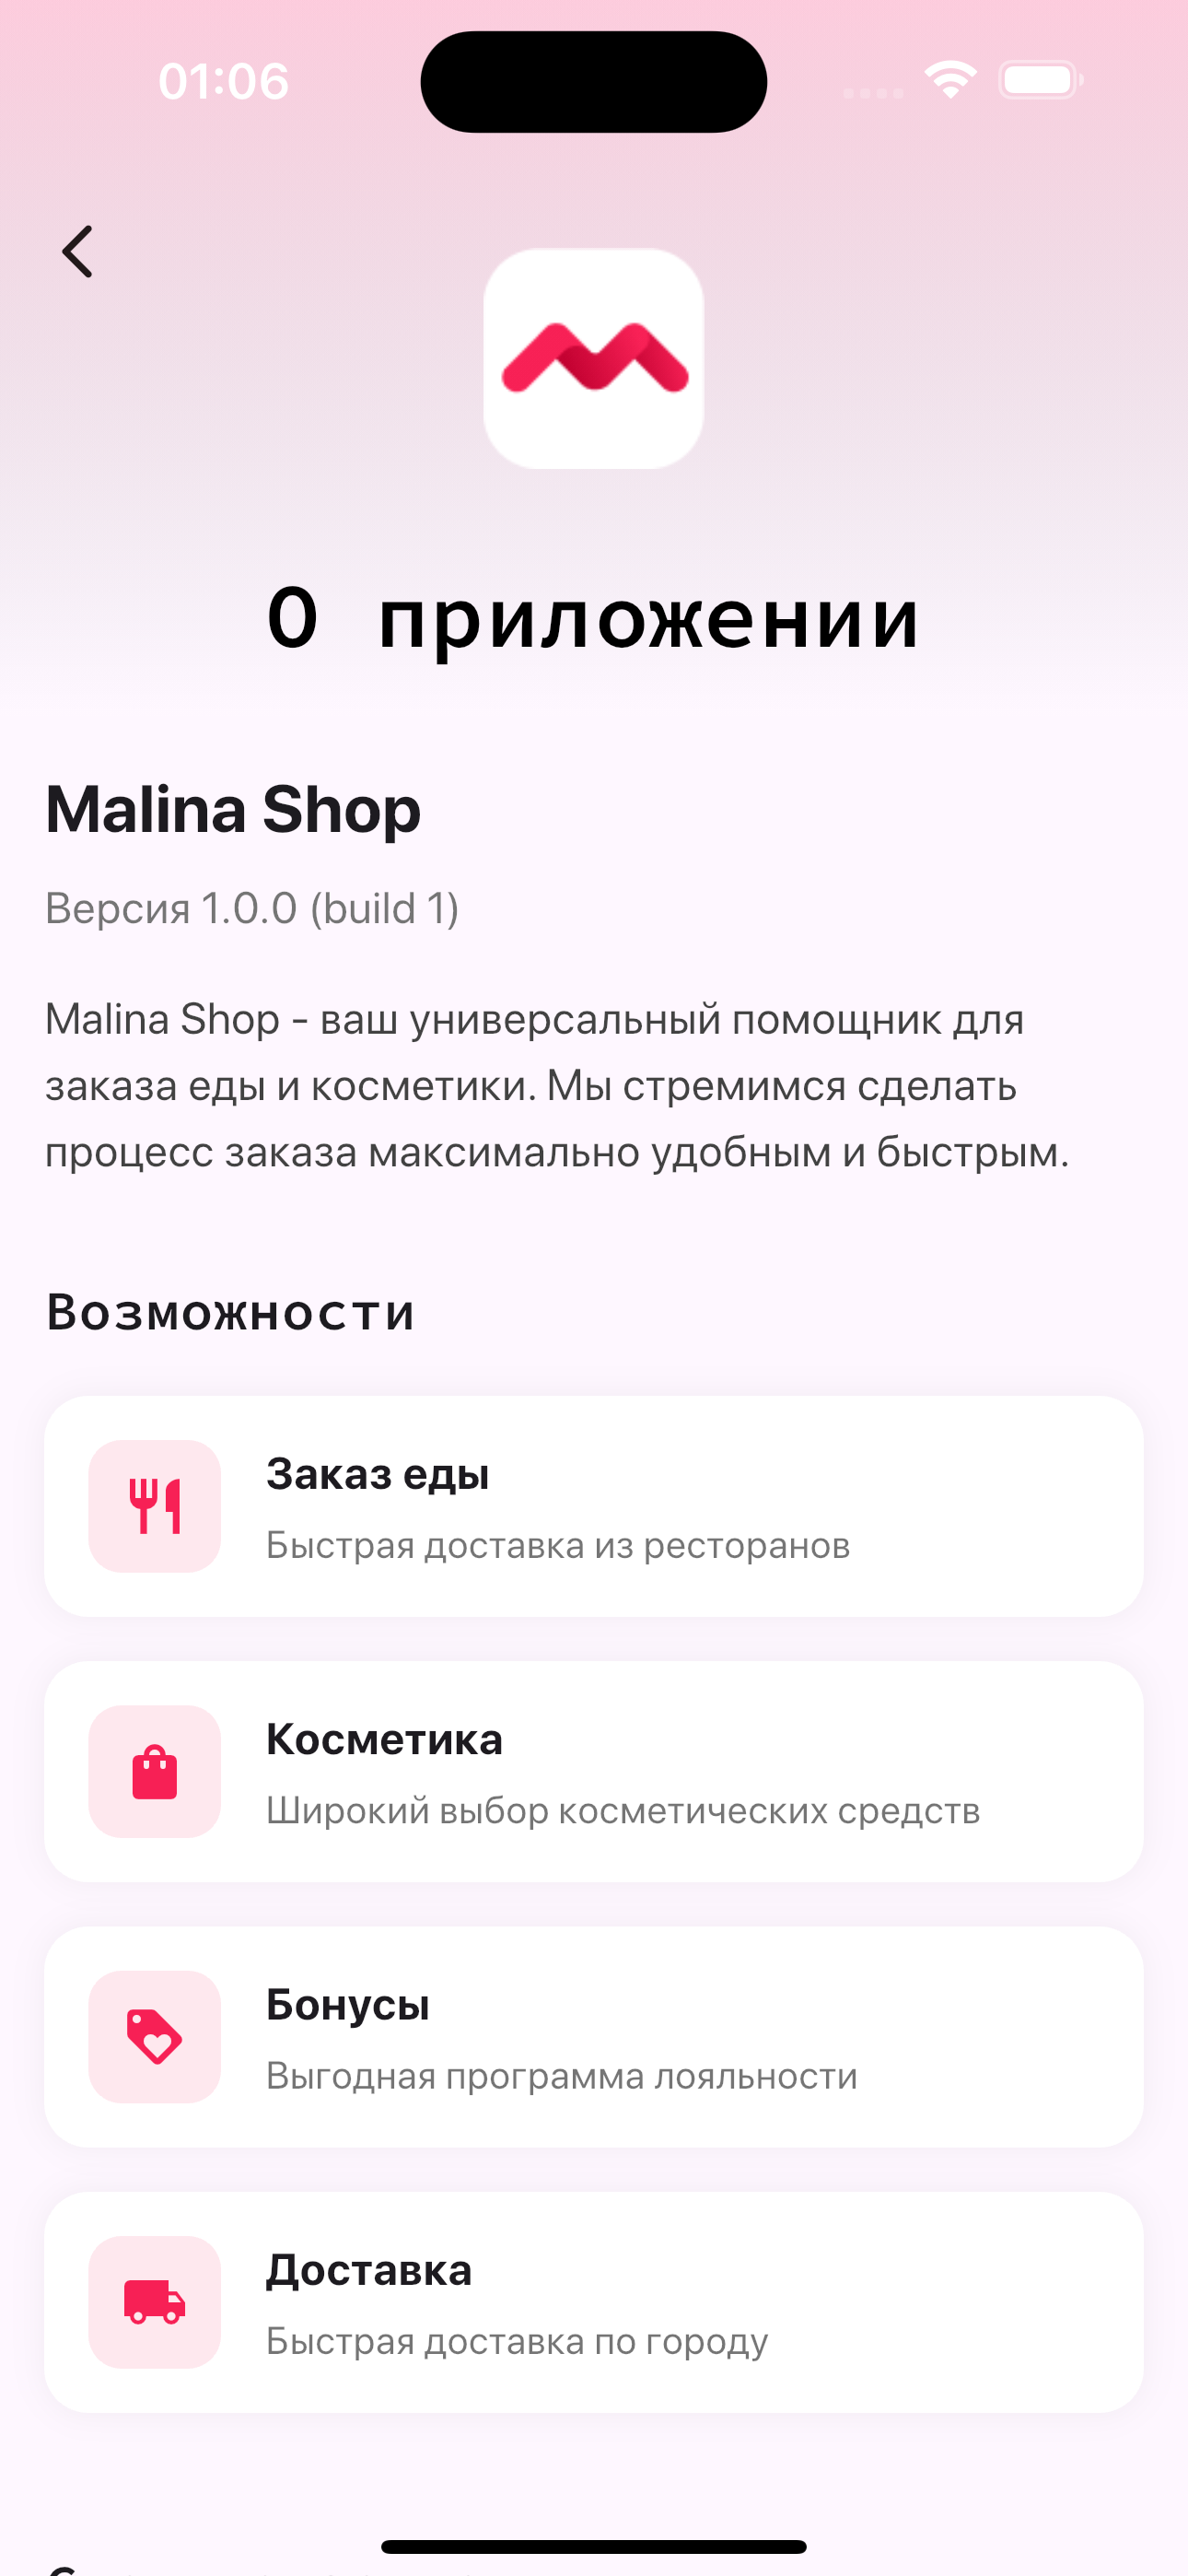 01:06
О приложении
Malina Shop
Версия 1.0.0 (build 1)
Malina Shop - ваш универсальный помощник для
заказа еды и косметики. Мы стремимся сделать
процесс заказа максимально удобным и быстрым.
Возможности
Заказ еды
Быстрая доставка из ресторанов
Косметика
Широкий выбор косметических средств
Бонусы
Выгодная программа лояльности
Доставка
Быстрая доставка по городу